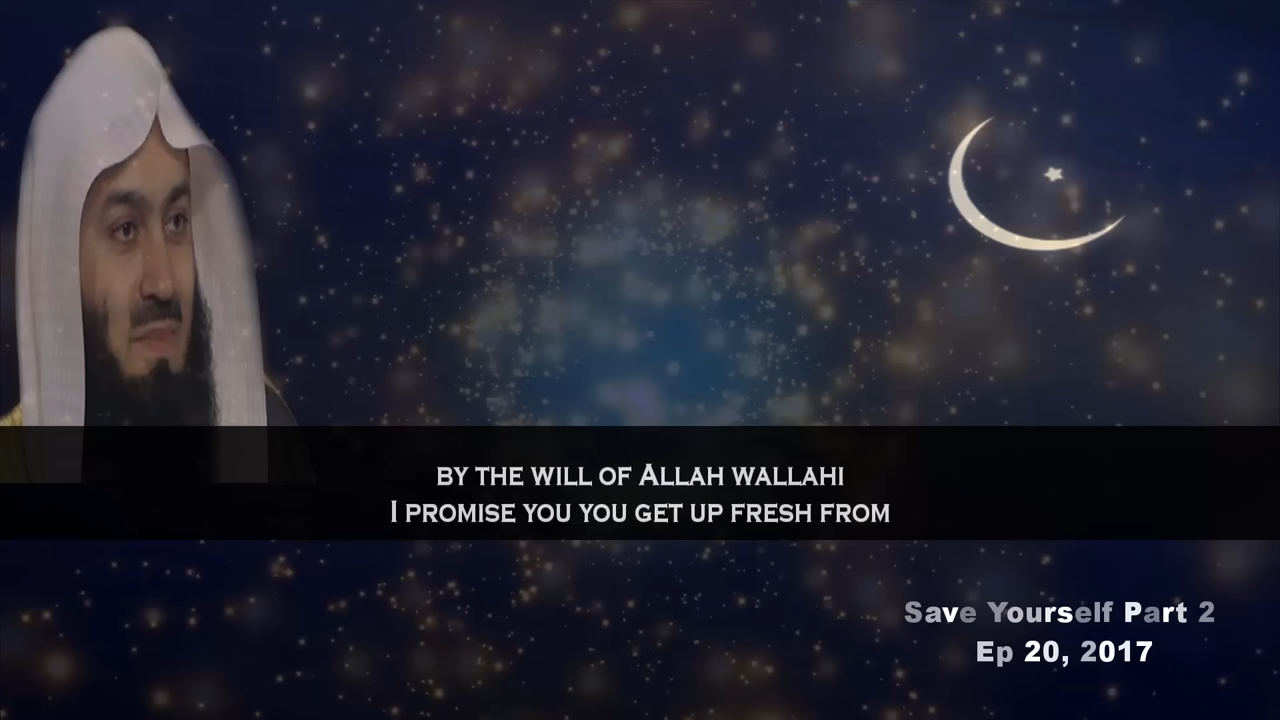 by the will of Allah wallahi
I promise you you get up fresh from
Save Yourself Part 2
Ep 20, 2017